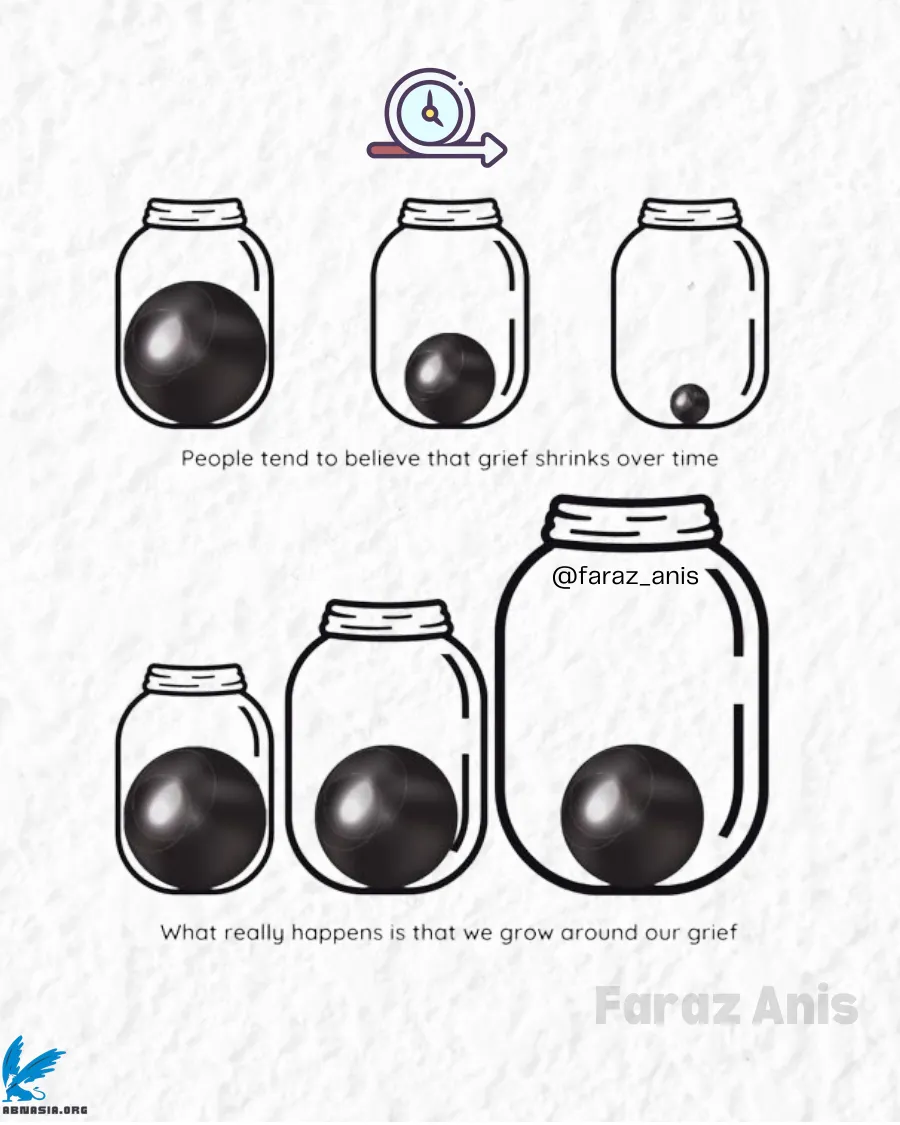 People tend to believe that grief shrinks over time
@faraz_anis
What really happens is that we grow around our grief
Faraz Anis
ABNASIA.ORG